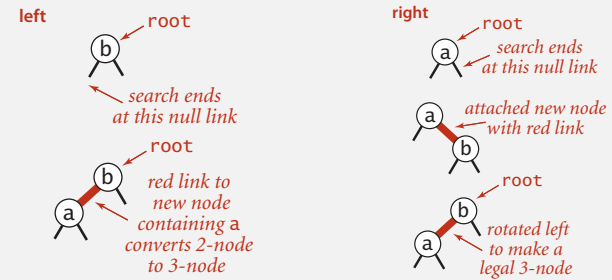 left
root
b
search ends
at this null link
root
b
a
red link to
new node
containing a
converts 2-node
to 3-node
right
root
a
search ends
at this null link
a
attached new node
with red link
b
root
b
a
rotated left
to make a
legal 3-node